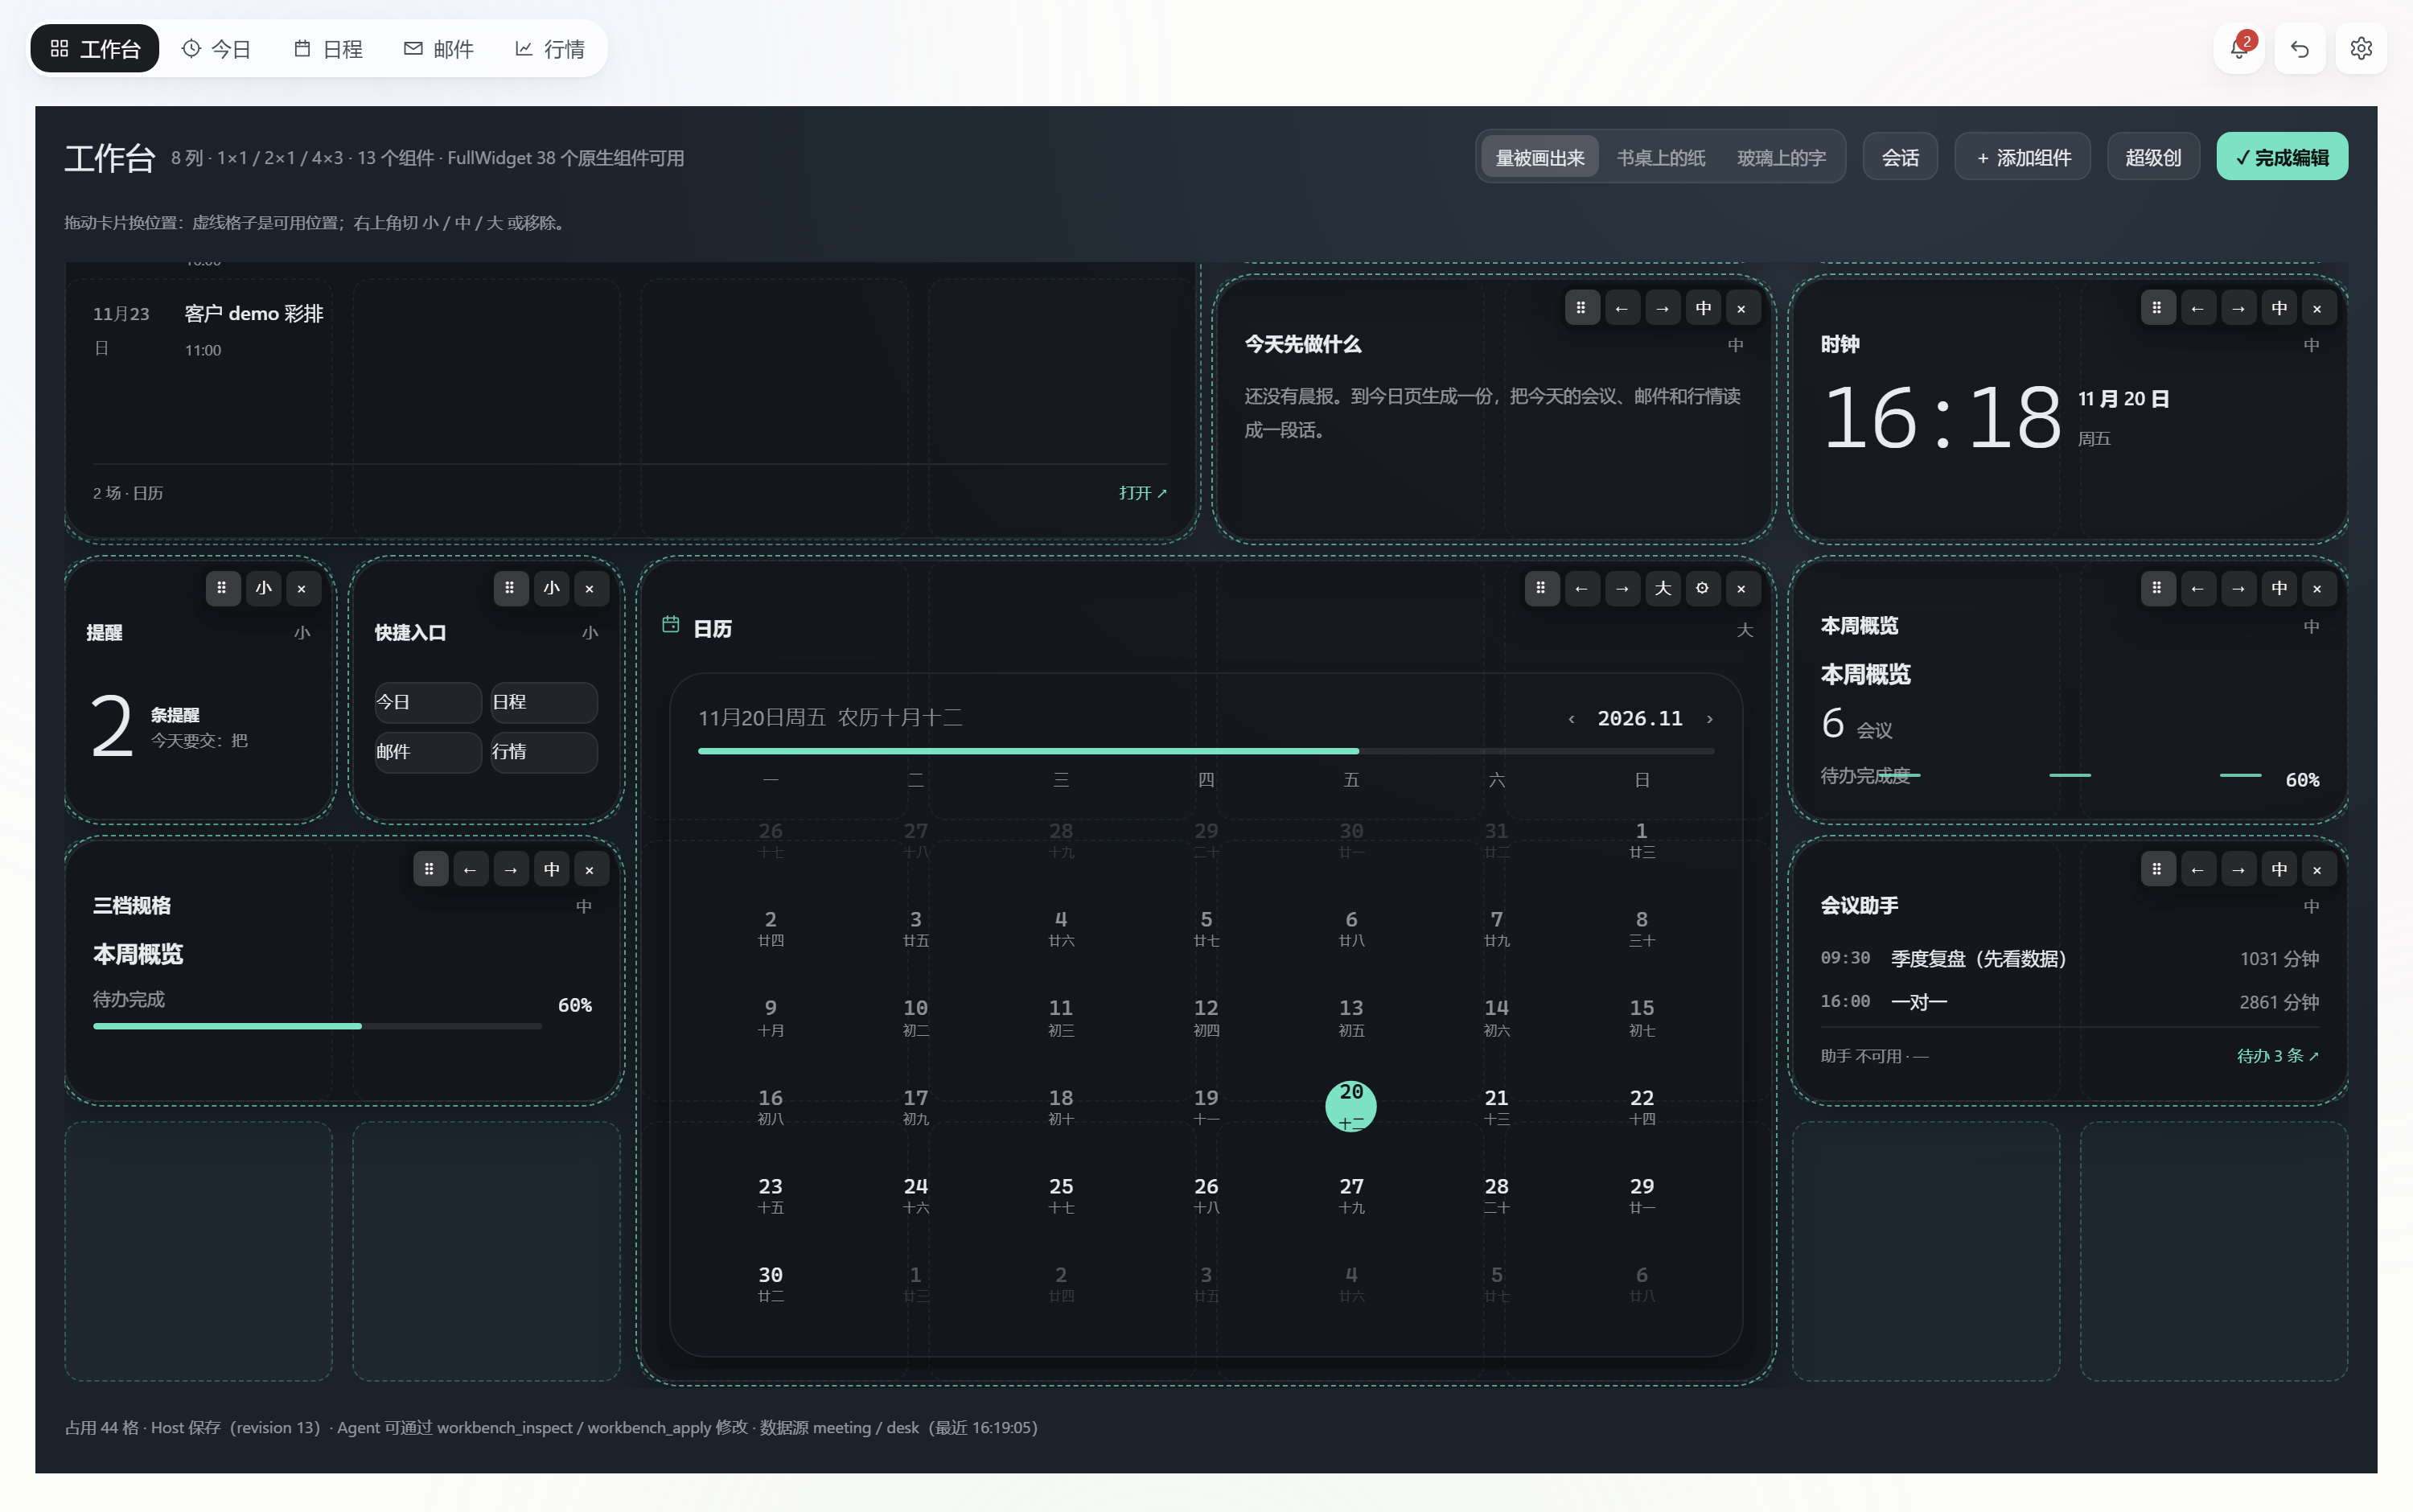 工作台 今日 日程 邮件 行情 2
工作台 8 列 · 1×1 / 2×1 / 4×3 · 13 个组件 · FullWidget 38 个原生组件可用 量被画出来 书桌上的纸 玻璃上的字 会话 + 添加组件 超级创 ✓ 完成编辑
拖动卡片换位置：虚线格子是可用位置；右上角切 小 / 中 / 大 或移除。
11月23日 客户 demo 彩排
11:00
2 场 · 日历 打开 ↗
← → 中 ×
今天先做什么 中
还没有晨报。到今日页生成一份，把今天的会议、邮件和行情读
成一段话。
← → 中 ×
时钟 中
16:18 11 月 20 日
周五
小 ×
提醒 小
2 条提醒
今天要交：把
小 ×
快捷入口 小
今日 日程
邮件 行情
← → 大 ×
日历 大
11月20日周五 农历十月十二 ‹ 2026.11 ›
一 二 三 四 五 六 日
26 27 28 29 30 31 1
十七 十八 十九 二十 廿一 廿二 廿三
2 3 4 5 6 7 8
廿四 廿五 廿六 廿七 廿八 廿九 三十
9 10 11 12 13 14 15
十月 初二 初三 初四 初五 初六 初七
16 17 18 19 20 21 22
初八 初九 初十 十一 十二 十三 十四
23 24 25 26 27 28 29
十五 十六 十七 十八 十九 二十 廿一
30 1 2 3 4 5 6
廿二 廿三 廿四 廿五 廿六 廿七 廿八
← → 中 ×
本周概览 中
本周概览
6 会议
待办完成度 60%
← → 中 ×
三档规格 中
本周概览
待办完成 60%
← → 中 ×
会议助手 中
09:30 季度复盘（先看数据） 1031 分钟
16:00 一对一 2861 分钟
助手 不可用 · — 待办 3 条 ↗
占用 44 格 · Host 保存（revision 13）· Agent 可通过 workbench_inspect / workbench_apply 修改 · 数据源 meeting / desk（最近 16:19:05）